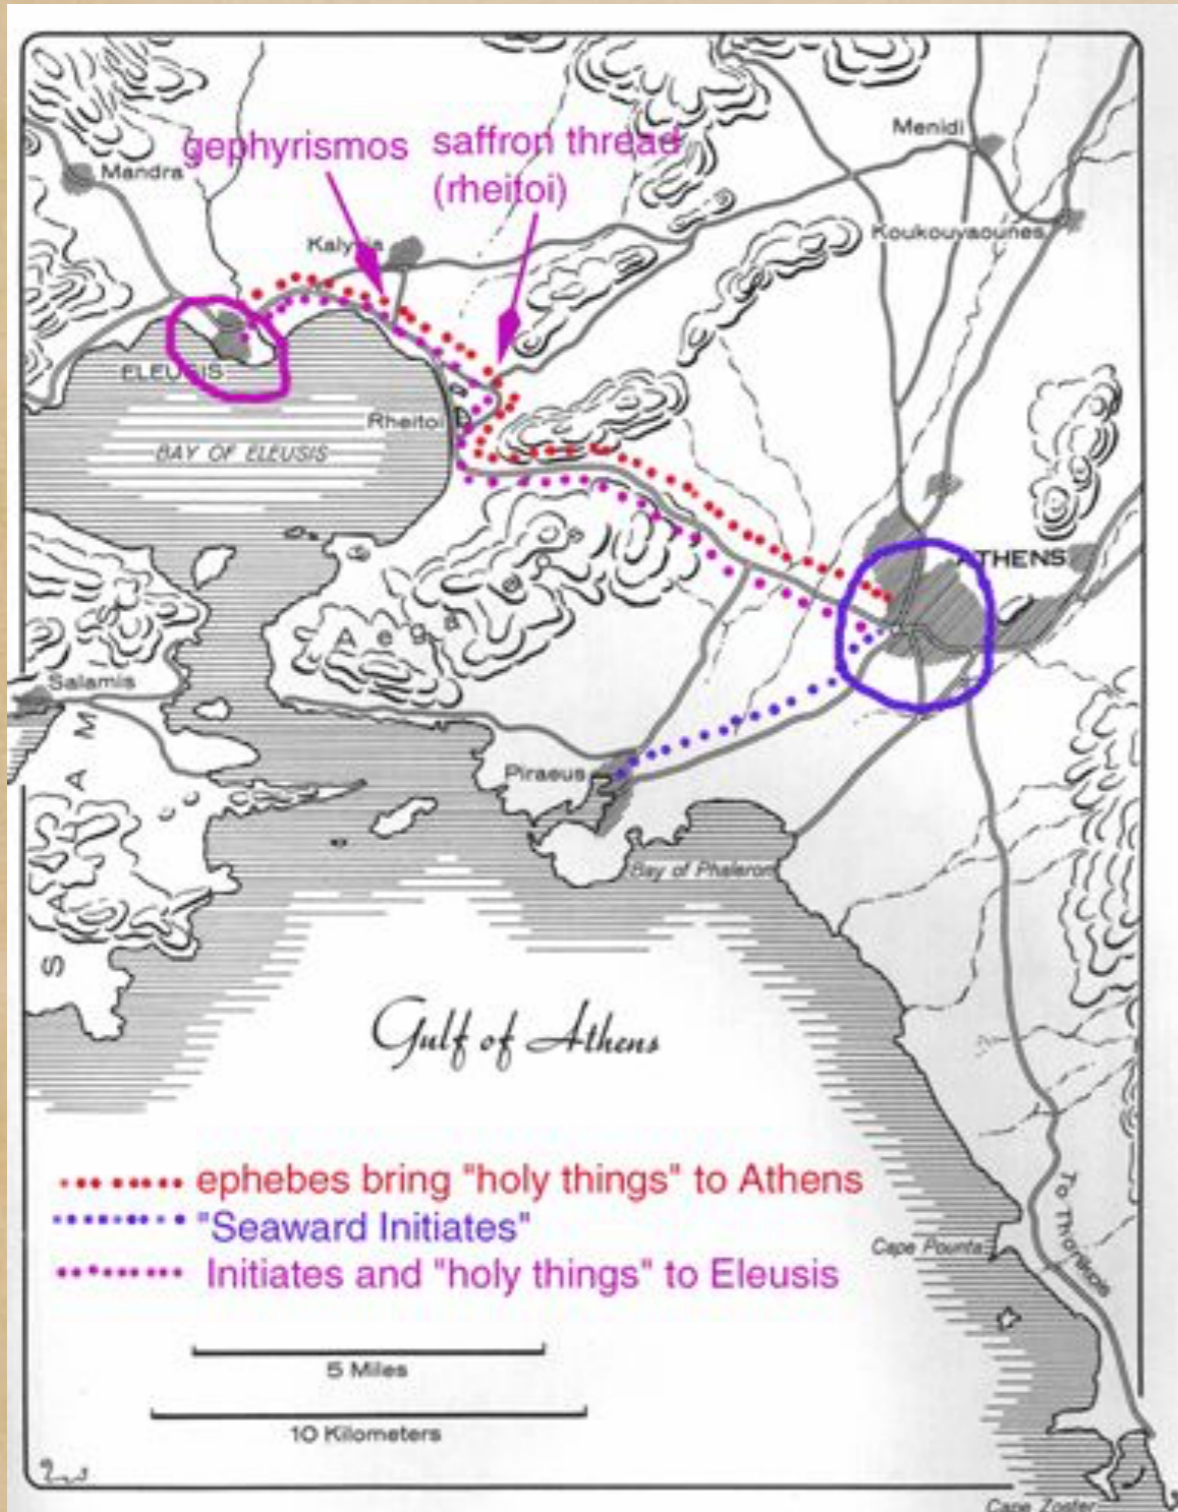 gephyrismos
saffron thread
(rheitoi)
Menidi
Mandra
Koukouvaounes
ELEUSIS
Rheitoi
BAY OF ELEUSIS
ATHENS
Aegaleos
Salamis
SALAMIS
Piraeus
Bay of Phaleron
Gulf of Athens
ephebes bring "holy things" to Athens
"Seaward Initiates"
Initiates and "holy things" to Eleusis
Cape Pounta
To Thorikos
5 Miles
10 Kilometers
Cape Zoster